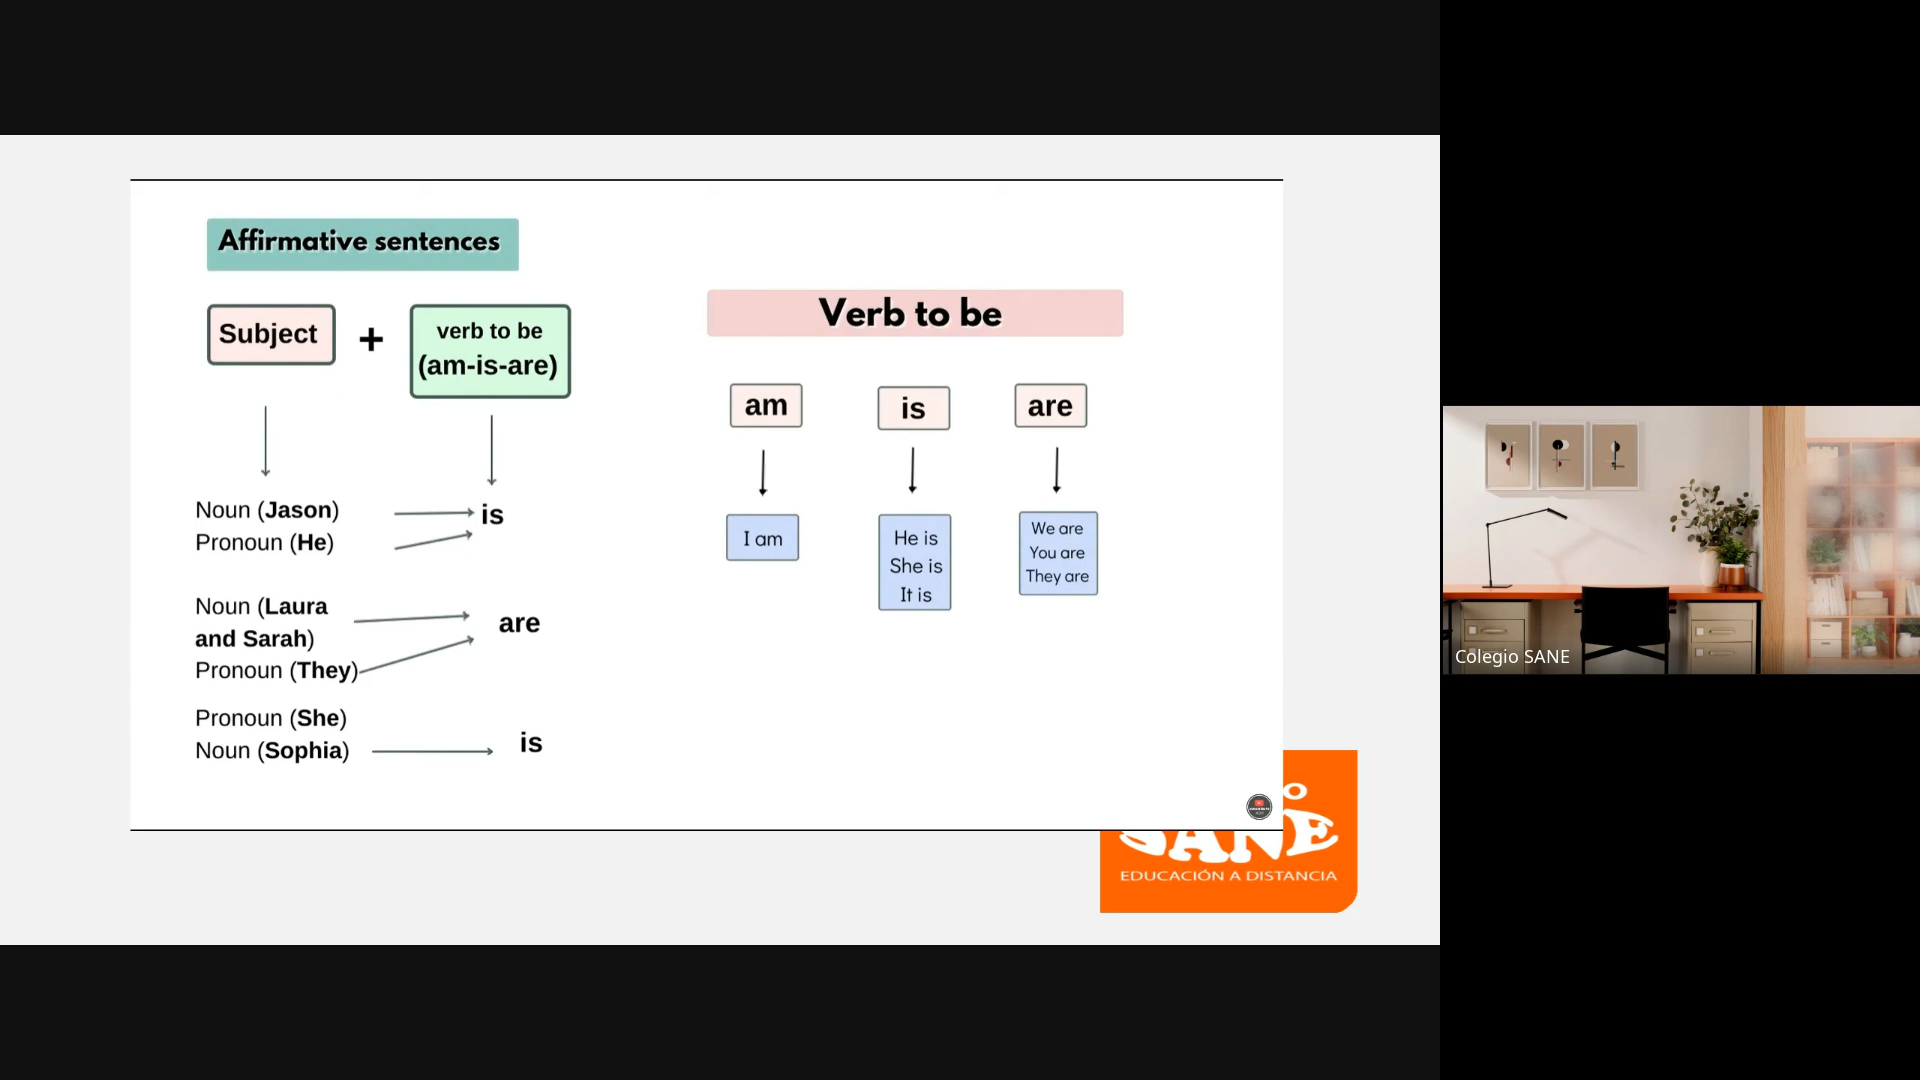 Affirmative sentences
Subject + verb to be
(am-is-are)
Noun (Jason)
Pronoun (He)
is
Noun (Laura
and Sarah)
Pronoun (They)
are
Pronoun (She)
Noun (Sophia)
is
Verb to be
am is are
I am
He is
She is
It is
We are
You are
They are
SANE
EDUCACIÓN A DISTANCIA
Colegio SANE